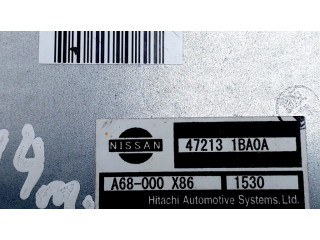 NISSAN
47213 1BA0A
A68-000 X86 1530
Hitachi Automotive Systems, Ltd.